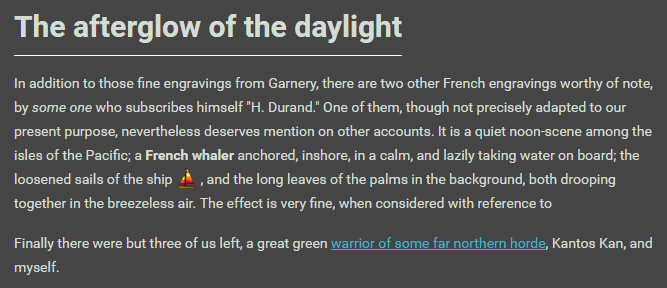 The afterglow of the daylight
In addition to those fine engravings from Garnery, there are two other French engravings worthy of note,
by some one who subscribes himself "H. Durand." One of them, though not precisely adapted to our
present purpose, nevertheless deserves mention on other accounts. It is a quiet noon-scene among the
isles of the Pacific; a French whaler anchored, inshore, in a calm, and lazily taking water on board; the
loosened sails of the ship ⛵ , and the long leaves of the palms in the background, both drooping
together in the breezeless air. The effect is very fine, when considered with reference to
Finally there were but three of us left, a great green warrior of some far northern horde, Kantos Kan, and
myself.